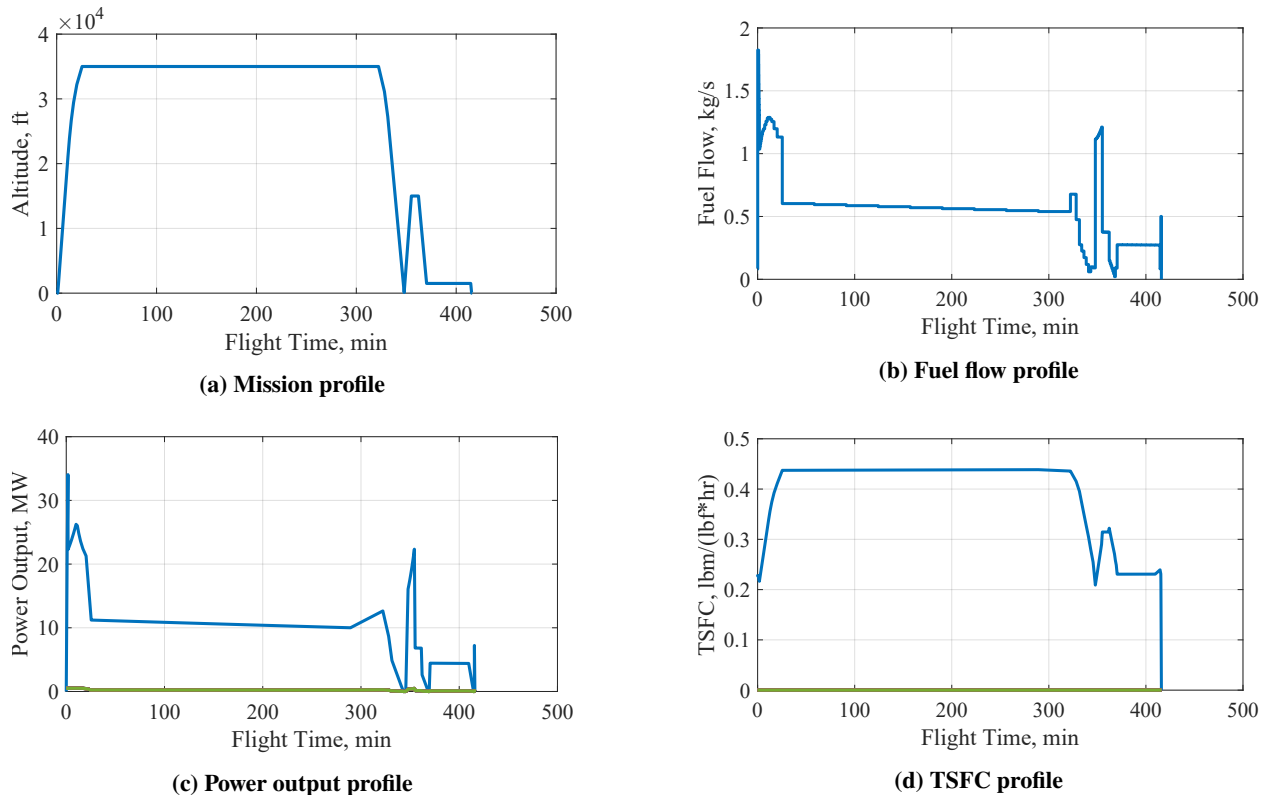 ×10⁴
4
3
2
1
0
Altitude, ft
0 100 200 300 400 500
Flight Time, min
(a) Mission profile
2
1.5
1
0.5
0
Fuel Flow, kg/s
0 100 200 300 400 500
Flight Time, min
(b) Fuel flow profile
40
30
20
10
0
Power Output, MW
0 100 200 300 400 500
Flight Time, min
(c) Power output profile
0.5
0.4
0.3
0.2
0.1
0
TSFC, lbm/(lbf*hr)
0 100 200 300 400 500
Flight Time, min
(d) TSFC profile